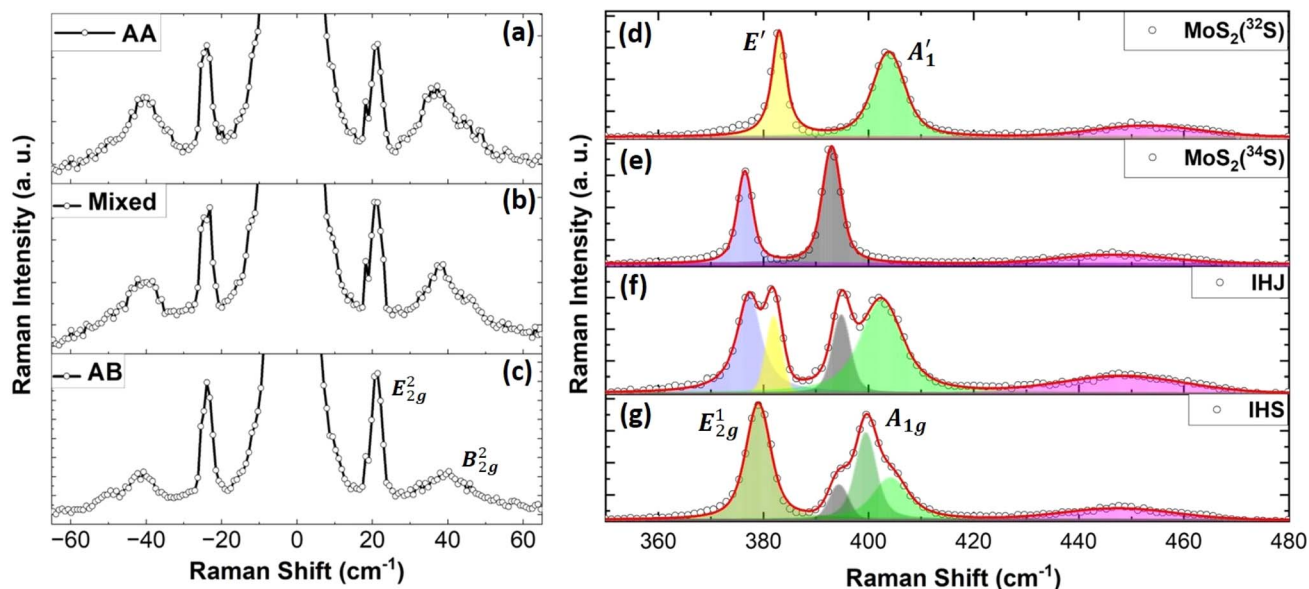 AA
(a)
Mixed
(b)
AB
(c)
E²₂g
B²₂g
−60 −40 −20 0 20 40 60
Raman Shift (cm⁻¹)
Raman Intensity (a. u.)
(d)
E′
A′₁
MoS₂(³²S)
(e)
MoS₂(³⁴S)
(f)
IHJ
(g)
E¹₂g
A₁g
IHS
360 380 400 420 440 460 480
Raman Shift (cm⁻¹)
Raman Intensity (a. u.)